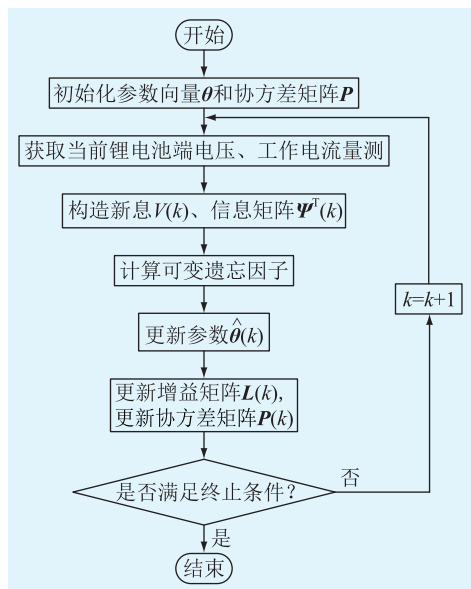 开始
初始化参数向量θ和协方差矩阵P
获取当前锂电池端电压、工作电流量测
构造新息V(k)、信息矩阵Ψᵀ(k)
计算可变遗忘因子
k=k+1
更新参数θ̂(k)
更新增益矩阵L(k),
更新协方差矩阵P(k)
是否满足终止条件?
否
是
结束